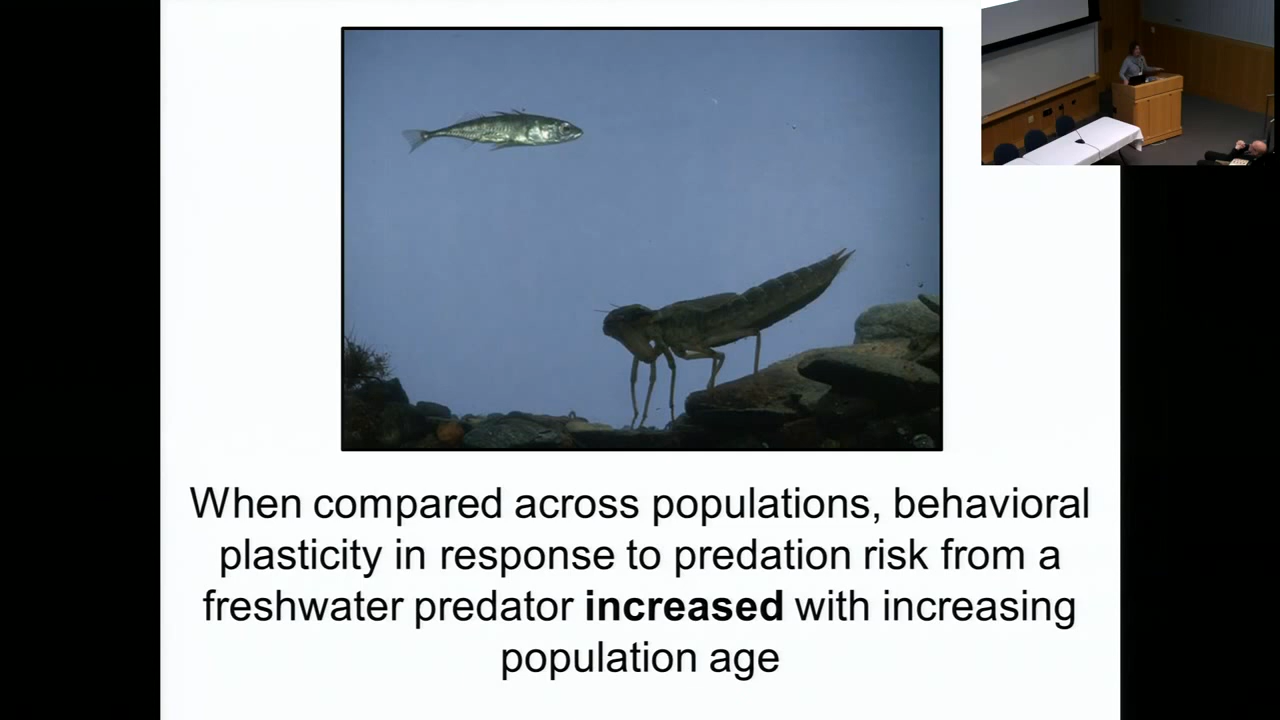 When compared across populations, behavioral
plasticity in response to predation risk from a
freshwater predator increased with increasing
population age